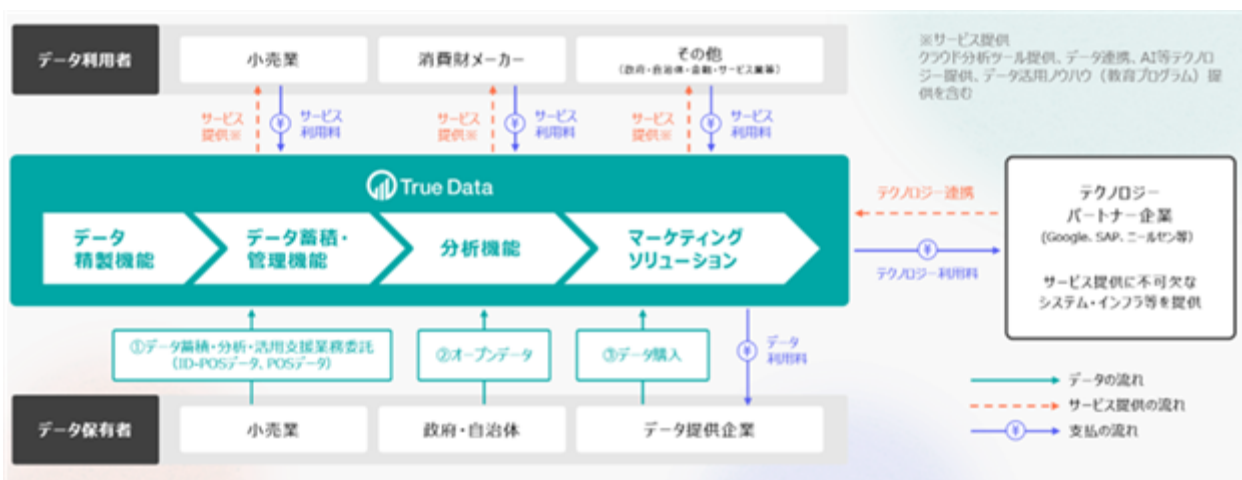 データ利用者
小売業
消費財メーカー
その他
(政府・自治体・金融・サービス業等)
※サービス提供
クラウド分析ツール提供、データ連携、AI等テクノロ
ジー提供、データ活用ノウハウ（教育プログラム）提
供を含む
サービス
提供※
¥
サービス
利用料
サービス
提供※
¥
サービス
利用料
サービス
提供※
¥
サービス
利用料
True Data
データ
精製機能
データ蓄積・
管理機能
分析機能
マーケティング
ソリューション
テクノロジー連携
¥
テクノロジー利用料
テクノロジー
パートナー企業
(Google、SAP、ニールセン等)
サービス提供に不可欠な
システム・インフラ等を提供
①データ蓄積・分析・活用支援業務委託
(ID-POSデータ、POSデータ)
②オープンデータ
③データ購入
¥
データ
利用料
データ保有者
小売業
政府・自治体
データ提供企業
データの流れ
サービス提供の流れ
¥
支払の流れ